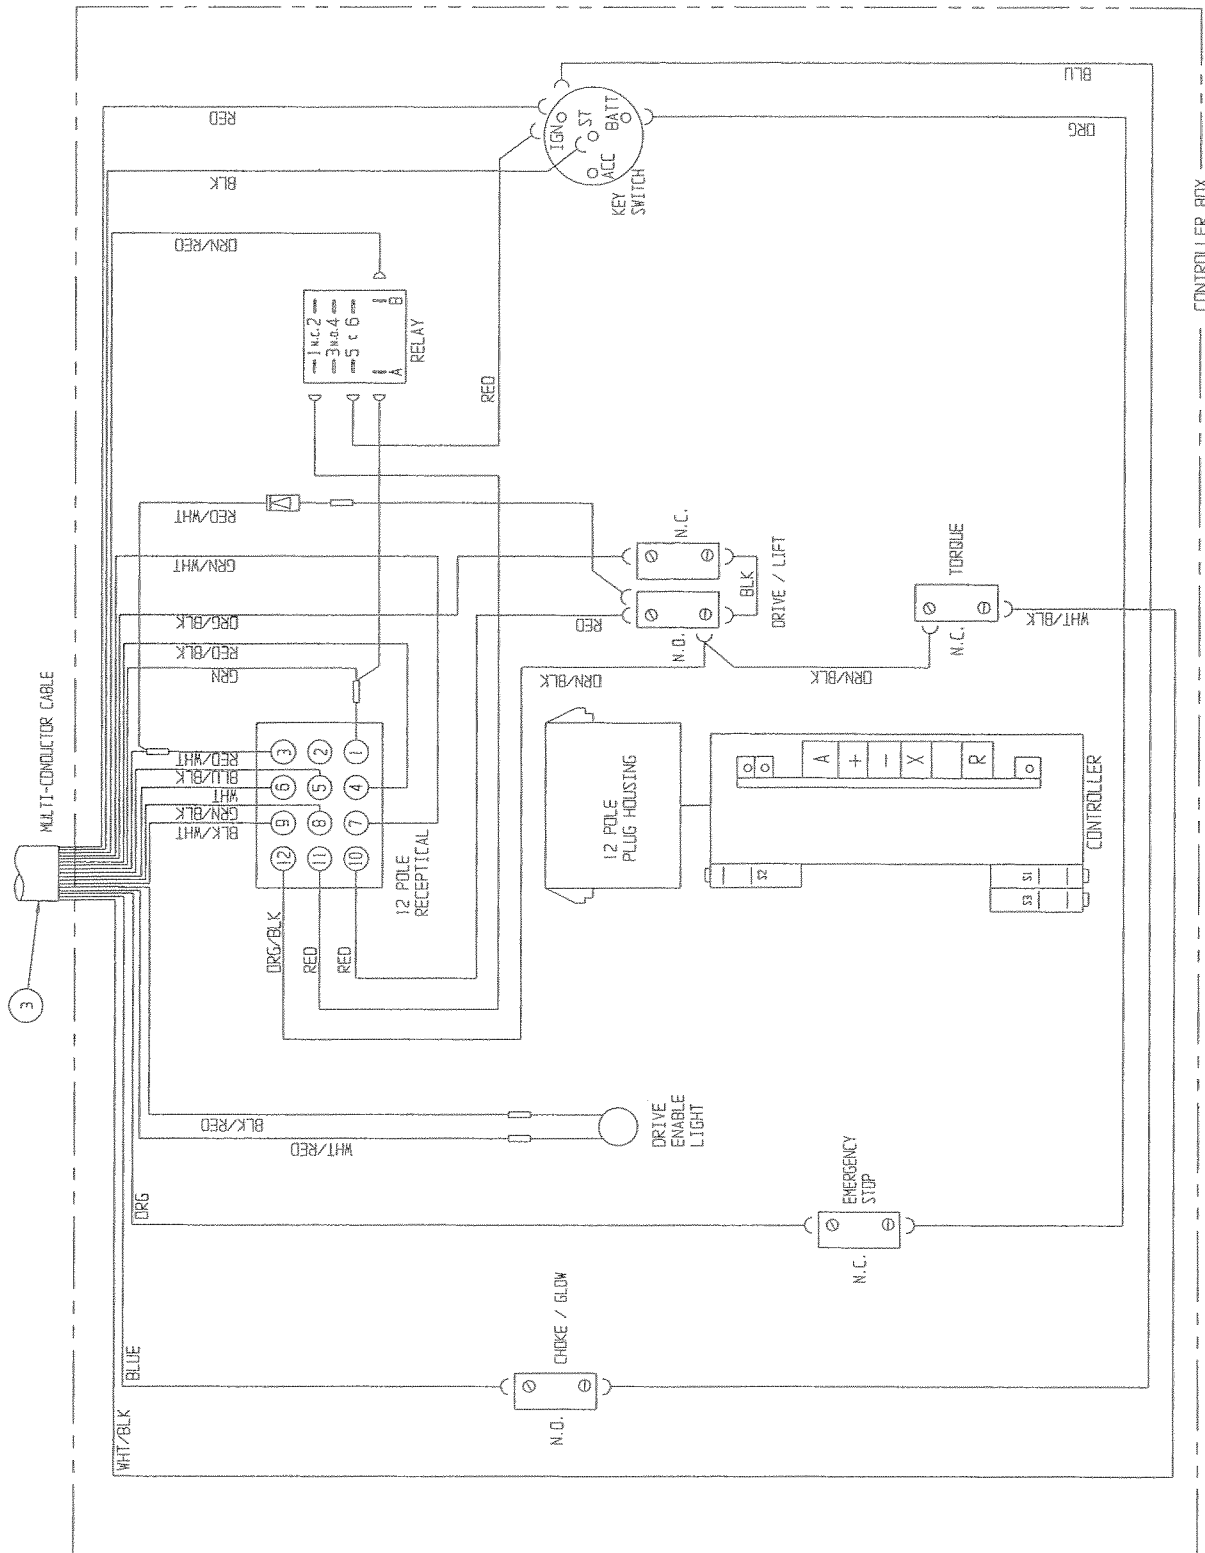 MULTI-CONDUCTOR CABLE
3
RED
BLK
ORN/RED
RED/WHT
GRN/WHT
ORG/BLK
RED/BLK
GRN
RED/WHT
BLU/BLK
WHT
GRN/BLK
BLK/WHT
BLK/RED
WHT/RED
ORG
BLUE
WHT/BLK
BLU
ORG
IGN
ST
BATT
ACC
KEY
SWITCH
1 N.C. 2
3 N.O. 4
5 C 6
A B
RELAY
RED
3 2 1
6 5 4
9 8 7
12 11 10
12 POLE
RECEPTICAL
ORG/BLK
RED
RED
RED
N.C.
N.O.
BLK
DRIVE / LIFT
ORN/BLK
ORN/BLK
TORQUE
N.C.
WHT/BLK
12 POLE
PLUG HOUSING
A
+
-
X
R
S2
S1
S3
CONTROLLER
DRIVE
ENABLE
LIGHT
EMERGENCY
STOP
N.C.
CHOKE / GLOW
N.O.
CONTROLLER BOX